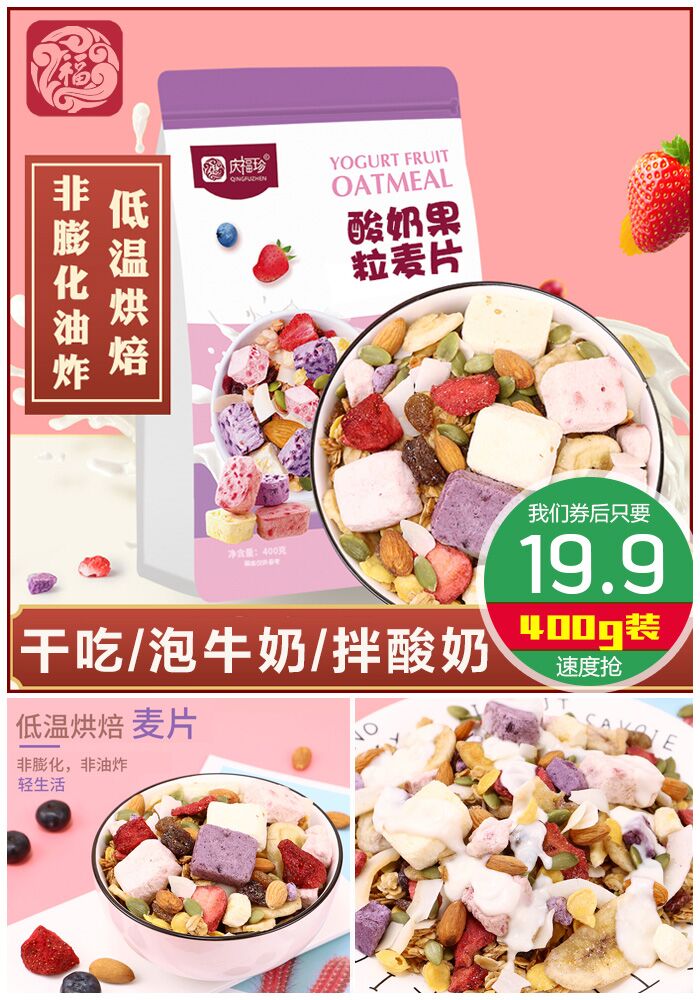 福
非膨化油炸
低温烘焙
庆福珍®
QINGFUZHEN
YOGURT FRUIT
OATMEAL
酸奶果
粒麦片
净含量：400克
我们券后只要
19.9
400g装
速度抢
干吃/泡牛奶/拌酸奶
低温烘焙 麦片
非膨化，非油炸
轻生活
SAVOIE